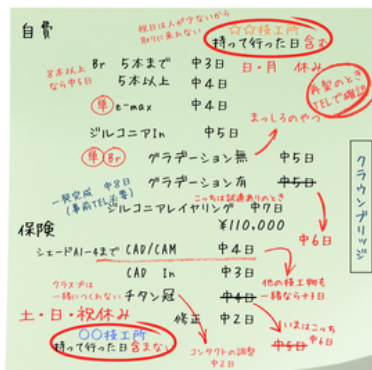 自費
祝日は人が少ないから
取りに来れない
☆☆技工所
持って行った日含む
日・月 休み
8本以上
なら中5日
Br 5本まで 中3日
5本以上 中4日
再製のとき
TELで確認
単 e-max 中4日
ジルコニアIn 中5日
まっしろのやつ
単 Br グラデーション無 中5日
グラデーション有 中5日
一発完成 中8日
(事前TEL必要)
こっちは試適ありのとき
ジルコニアレイヤリング 中7日
¥110,000
中6日
クラウンブリッジ
保険
シェードA1-4まで CAD/CAM 中4日
CAD In 中3日
他の技工物も
一緒なら+3日
クラスプは
一緒につくれない
チタン冠 中4日
土・日・祝休み
修正 中2日
いまはこっち
中5日 中6日
○○技工所
持って行った日含まない
コンタクトの調整
中2日